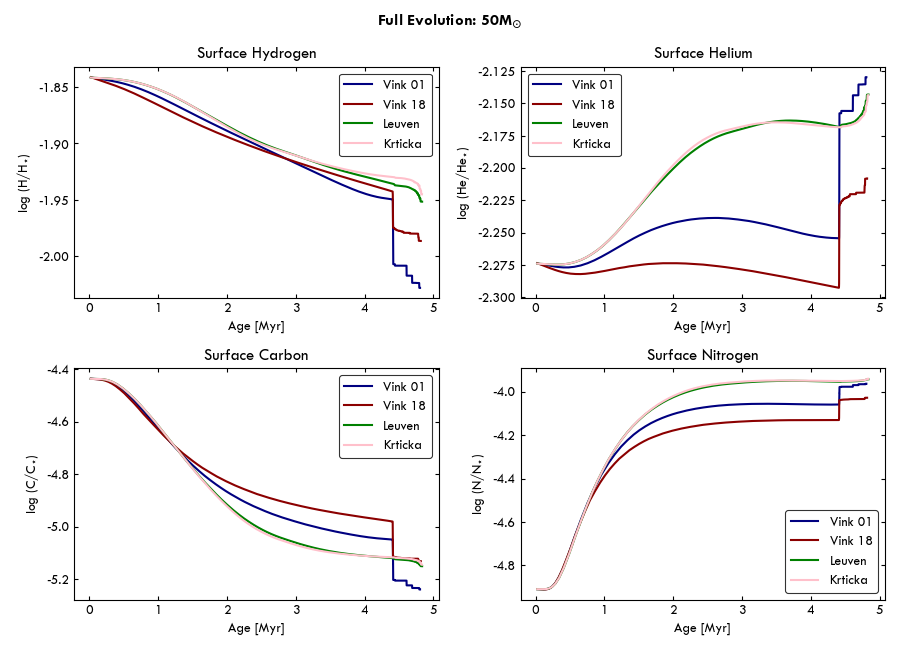 Full Evolution: 50M⊙
Surface Hydrogen
log (H/H⋆)
-1.85
-1.90
-1.95
-2.00
Vink 01
Vink 18
Leuven
Krticka
0 1 2 3 4 5
Age [Myr]
Surface Helium
log (He/He⋆)
-2.125
-2.150
-2.175
-2.200
-2.225
-2.250
-2.275
-2.300
Vink 01
Vink 18
Leuven
Krticka
0 1 2 3 4 5
Age [Myr]
Surface Carbon
log (C/C⋆)
-4.4
-4.6
-4.8
-5.0
-5.2
Vink 01
Vink 18
Leuven
Krticka
0 1 2 3 4 5
Age [Myr]
Surface Nitrogen
log (N/N⋆)
-4.0
-4.2
-4.4
-4.6
-4.8
Vink 01
Vink 18
Leuven
Krticka
0 1 2 3 4 5
Age [Myr]